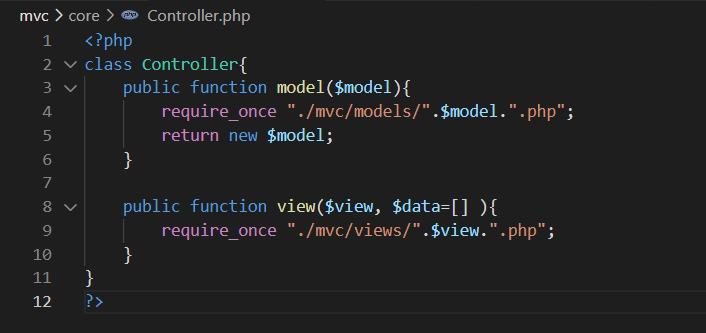 mvc > core > php Controller.php
1 <?php
2 class Controller{
3     public function model($model){
4         require_once "./mvc/models/".$model.".php";
5         return new $model;
6     }
7
8     public function view($view, $data=[] ){
9         require_once "./mvc/views/".$view.".php";
10     }
11 }
12 ?>